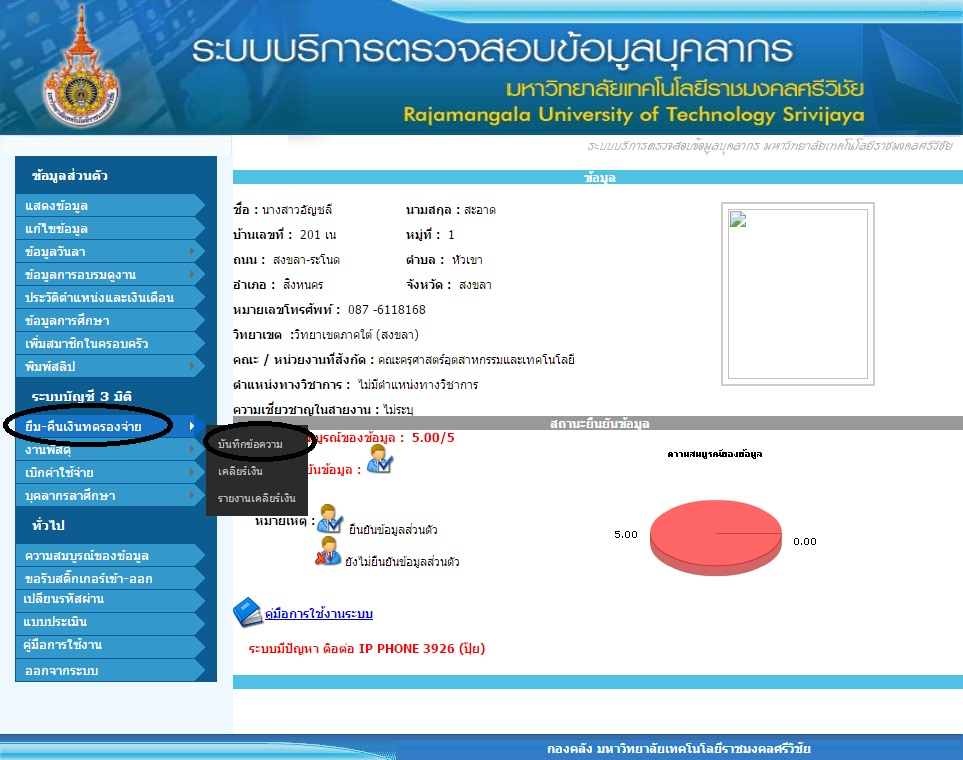 ระบบบริการตรวจสอบข้อมูลบุคลากร
มหาวิทยาลัยเทคโนโลยีราชมงคลศรีวิชัย
Rajamangala University of Technology Srivijaya
ระบบบริการตรวจสอบข้อมูลบุคลากร มหาวิทยาลัยเทคโนโลยีราชมงคลศรีวิชัย
ข้อมูลส่วนตัว
แสดงข้อมูล
แก้ไขข้อมูล
ข้อมูลวันลา
ข้อมูลการอบรมดูงาน
ประวัติตำแหน่งและเงินเดือน
ข้อมูลการศึกษา
เพิ่มสมาชิกในครอบครัว
พิมพ์สลิป
ระบบบัญชี 3 มิติ
ยืม-คืนเงินทดรองจ่าย
งานพัสดุ
เบิกค่าใช้จ่าย
บุคลากรลาศึกษา
บันทึกข้อความ
เคลียร์เงิน
รายงานเคลียร์เงิน
ทั่วไป
ความสมบูรณ์ของข้อมูล
ขอรับสติ๊กเกอร์เข้า-ออก
เปลี่ยนรหัสผ่าน
แบบประเมิน
คู่มือการใช้งาน
ออกจากระบบ
ข้อมูล
ชื่อ : นางสาวอัญชลี นามสกุล : สะอาด
บ้านเลขที่ : 201 เน หมู่ที่ : 1
ถนน : สงขลา-ระโนด ตำบล : หัวเขา
อำเภอ : สิงหนคร จังหวัด : สงขลา
หมายเลขโทรศัพท์ : 087 -6118168
วิทยาเขต :วิทยาเขตภาคใต้ (สงขลา)
คณะ / หน่วยงานที่สังกัด : คณะครุศาสตร์อุตสาหกรรมและเทคโนโลยี
ตำแหน่งทางวิชาการ : ไม่มีตำแหน่งทางวิชาการ
ความเชี่ยวชาญในสายงาน : ไม่ระบุ
สถานะยืนยันข้อมูล
บูรณ์ของข้อมูล : 5.00/5
ันข้อมูล :
หมายเหตุ : ยืนยันข้อมูลส่วนตัว
ยังไม่ยืนยันข้อมูลส่วนตัว
ความสมบูรณ์ของข้อมูล
5.00
0.00
คู่มือการใช้งานระบบ
ระบบมีปัญหา ติอต่อ IP PHONE 3926 (ปุ้ย)
กองคลัง มหาวิทยาลัยเทคโนโลยีราชมงคลศรีวิชัย